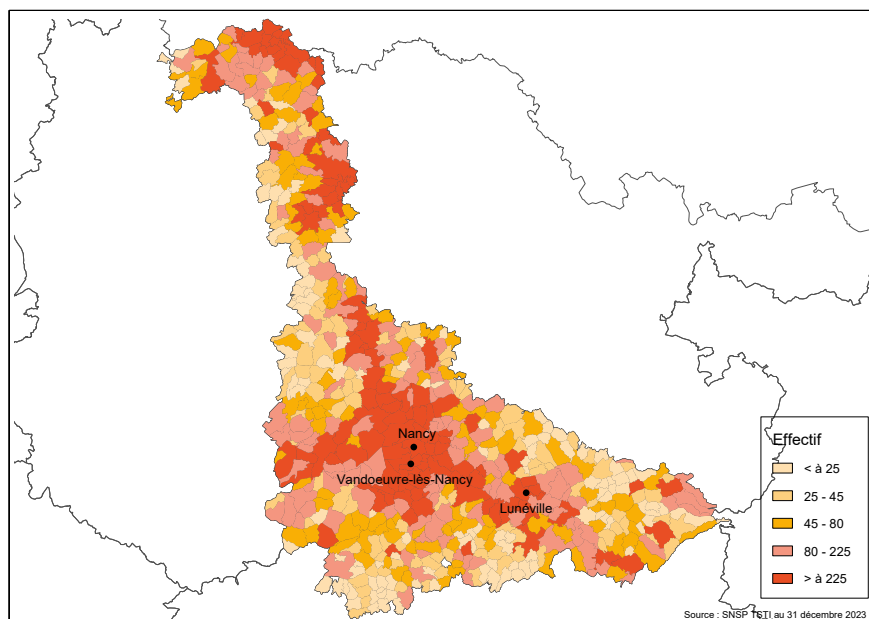 Nancy
Vandoeuvre-lès-Nancy
Lunéville
Effectif
< à 25
25 - 45
45 - 80
80 - 225
> à 225
Source : SNSP TSTI au 31 décembre 2023